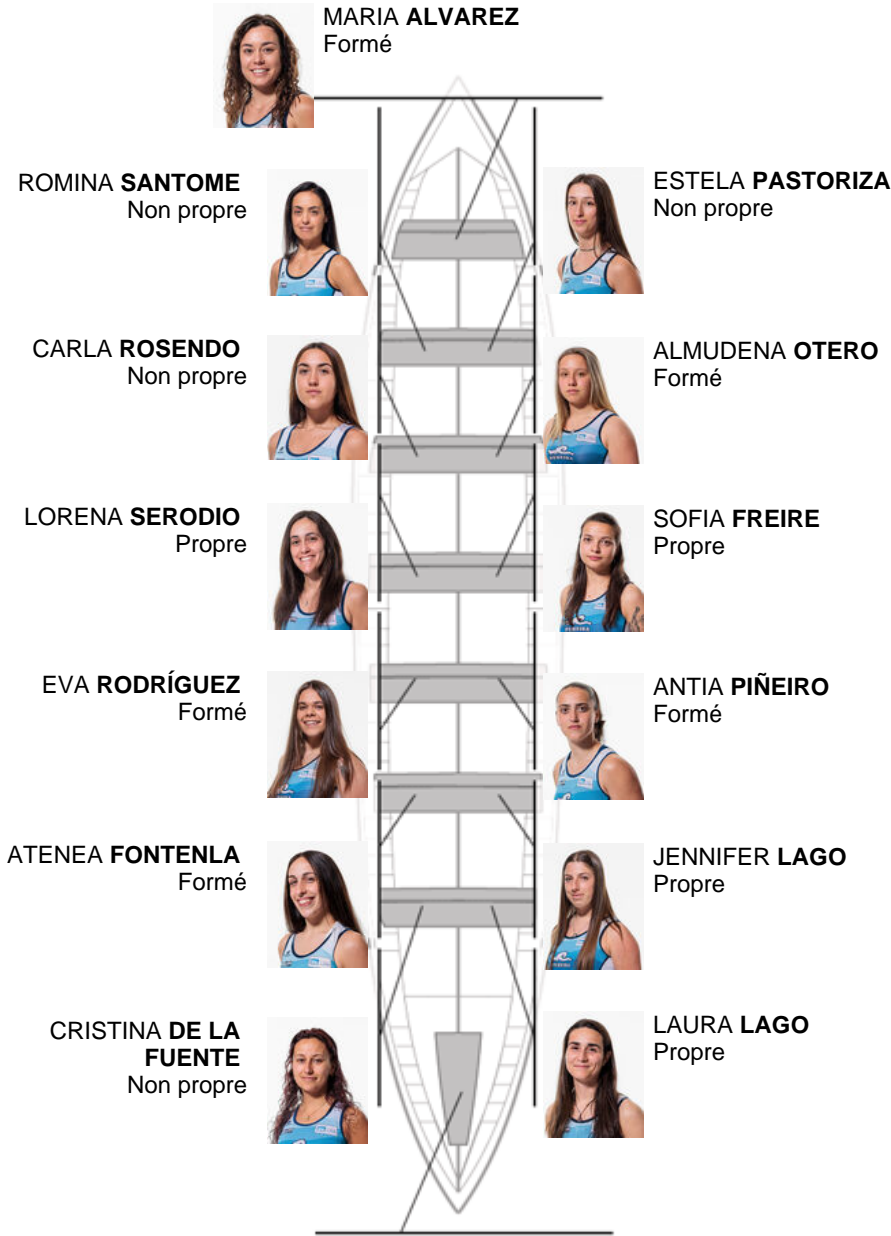 MARIA ALVAREZ
Formé
ROMINA SANTOME
Non propre
ESTELA PASTORIZA
Non propre
CARLA ROSENDO
Non propre
ALMUDENA OTERO
Formé
LORENA SERODIO
Propre
SOFIA FREIRE
Propre
EVA RODRÍGUEZ
Formé
ANTIA PIÑEIRO
Formé
ATENEA FONTENLA
Formé
JENNIFER LAGO
Propre
CRISTINA DE LA
FUENTE
Non propre
LAURA LAGO
Propre